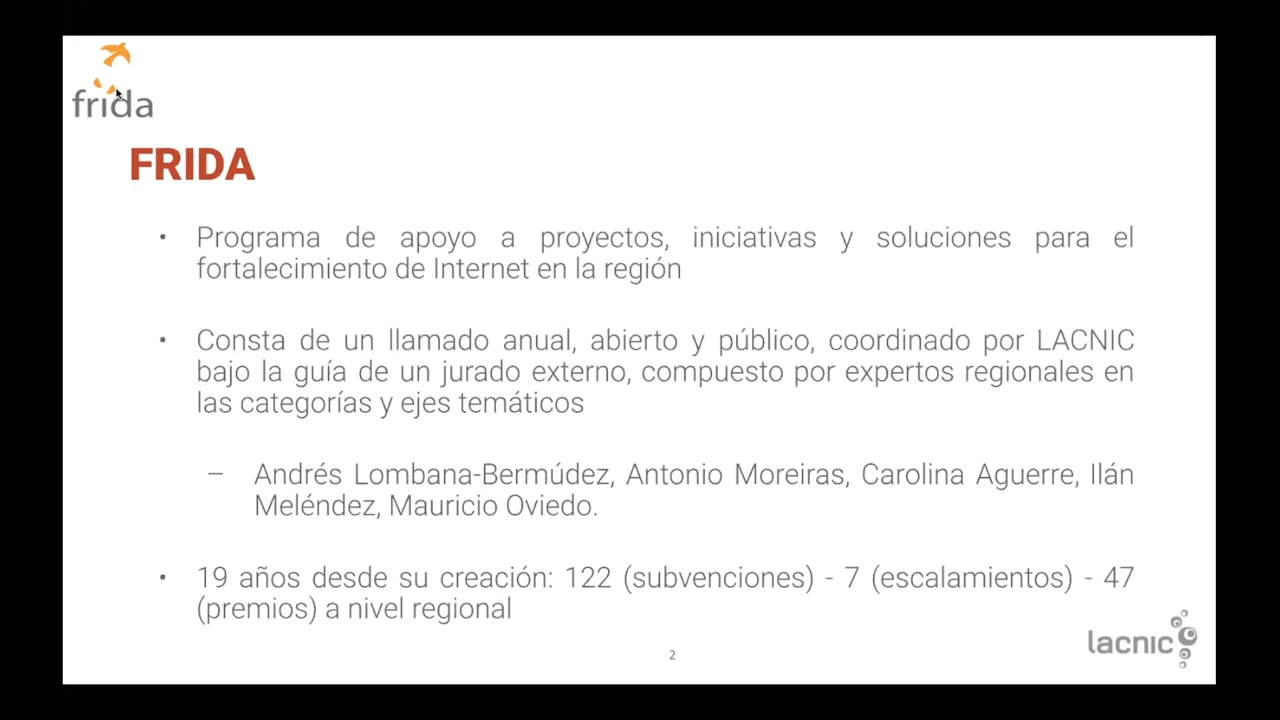 frida
FRIDA
• Programa de apoyo a proyectos, iniciativas y soluciones para el
fortalecimiento de Internet en la región
• Consta de un llamado anual, abierto y público, coordinado por LACNIC
bajo la guía de un jurado externo, compuesto por expertos regionales en
las categorías y ejes temáticos
– Andrés Lombana-Bermúdez, Antonio Moreiras, Carolina Aguerre, Ilán
Meléndez, Mauricio Oviedo.
• 19 años desde su creación: 122 (subvenciones) - 7 (escalamientos) - 47
(premios) a nivel regional
lacnic
2